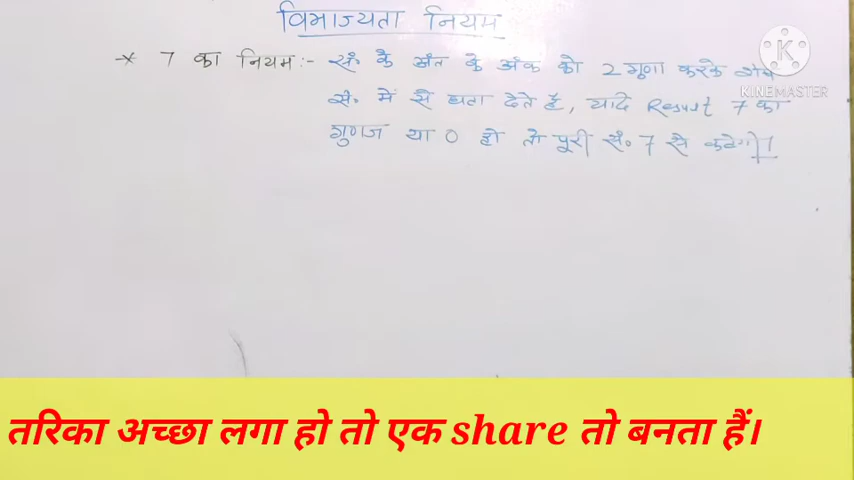 विभाज्यता नियम
* 7 का नियम :- सं॰ के अंत के अंक को 2 गुणा करके शेष
सं॰ में से घटा देते हैं, यदि Result 7 का
गुणज या 0 हो तो पूरी सं॰ 7 से कटेगी।
KINEMASTER
तरिका अच्छा लगा हो तो एक share तो बनता हैं।